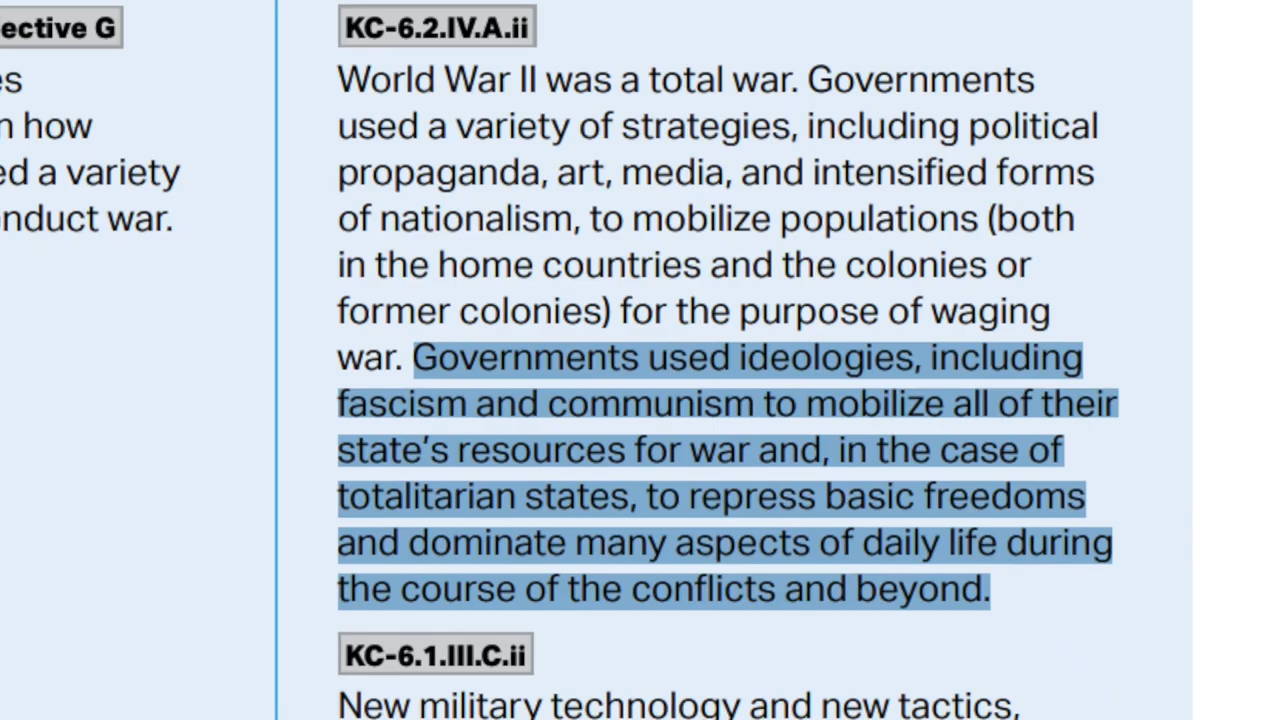 ective G
es
n how
ed a variety
onduct war.
KC-6.2.IV.A.ii
World War II was a total war. Governments
used a variety of strategies, including political
propaganda, art, media, and intensified forms
of nationalism, to mobilize populations (both
in the home countries and the colonies or
former colonies) for the purpose of waging
war. Governments used ideologies, including
fascism and communism to mobilize all of their
state’s resources for war and, in the case of
totalitarian states, to repress basic freedoms
and dominate many aspects of daily life during
the course of the conflicts and beyond.
KC-6.1.III.C.ii
New military technology and new tactics,